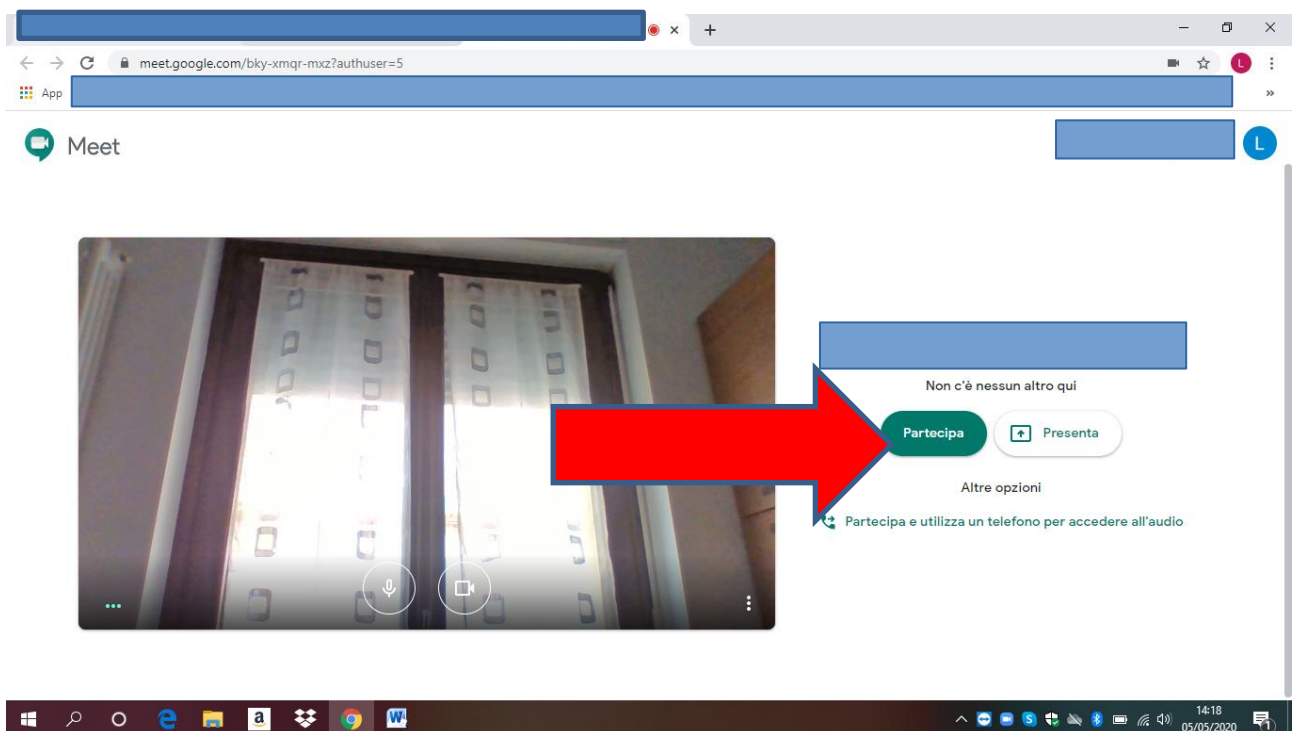 meet.google.com/bky-xmqr-mxz?authuser=5
L
App
»
Meet
L
Non c'è nessun altro qui
Partecipa
Presenta
Altre opzioni
Partecipa e utilizza un telefono per accedere all'audio
a
W
S
14:18
05/05/2020
1